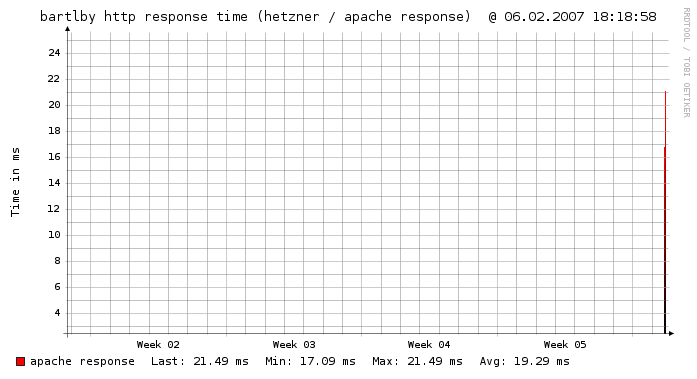 bartlby http response time (hetzner / apache response)  @ 06.02.2007 18:18:58
RRDTOOL / TOBI OETIKER
Time in ms
24
22
20
18
16
14
12
10
8
6
4
Week 02 Week 03 Week 04 Week 05
apache response  Last: 21.49 ms  Min: 17.09 ms  Max: 21.49 ms  Avg: 19.29 ms